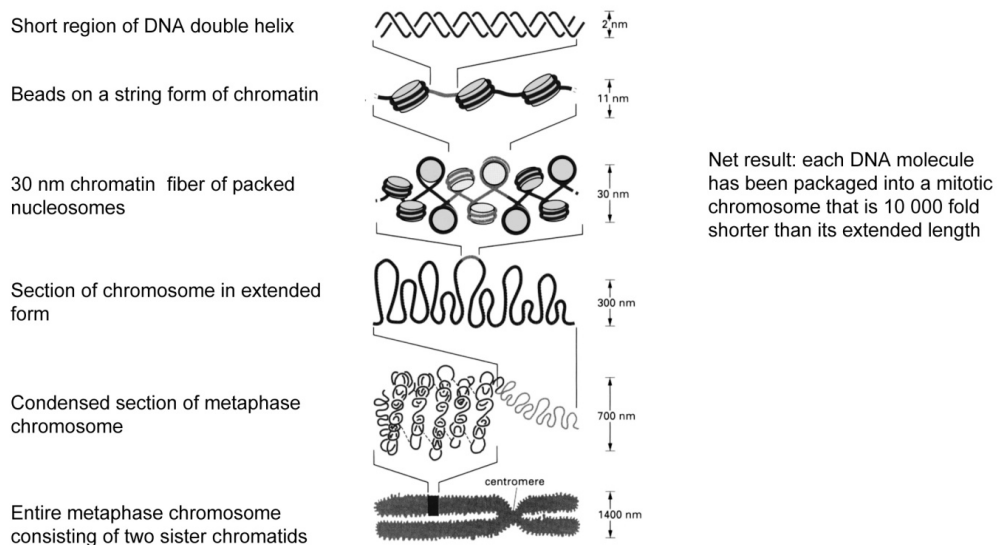 Short region of DNA double helix
2 nm
Beads on a string form of chromatin
11 nm
30 nm chromatin fiber of packed
nucleosomes
30 nm
Net result: each DNA molecule
has been packaged into a mitotic
chromosome that is 10 000 fold
shorter than its extended length
Section of chromosome in extended
form
300 nm
Condensed section of metaphase
chromosome
700 nm
centromere
Entire metaphase chromosome
consisting of two sister chromatids
1400 nm